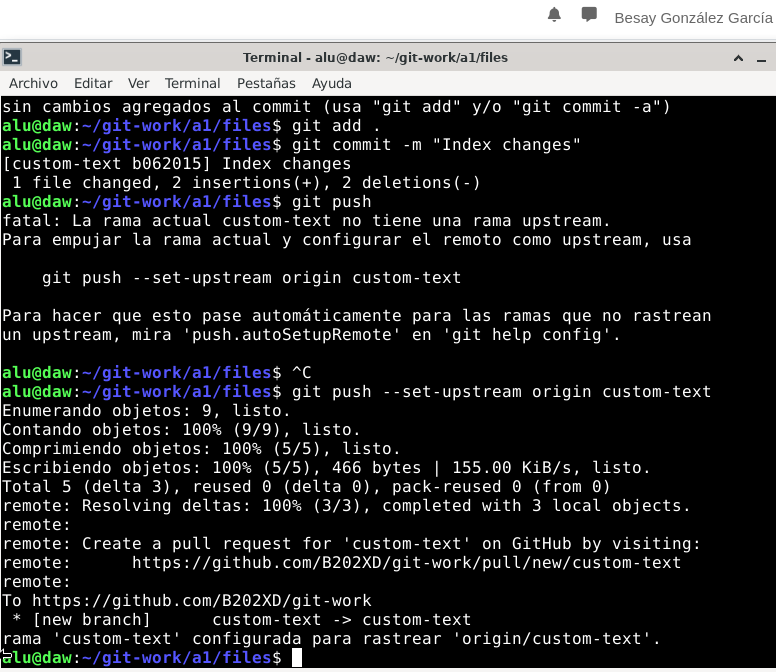 Besay González García
Terminal - alu@daw: ~/git-work/a1/files
Archivo Editar Ver Terminal Pestañas Ayuda
sin cambios agregados al commit (usa "git add" y/o "git commit -a")
alu@daw:~/git-work/a1/files$ git add .
alu@daw:~/git-work/a1/files$ git commit -m "Index changes"
[custom-text b062015] Index changes
 1 file changed, 2 insertions(+), 2 deletions(-)
alu@daw:~/git-work/a1/files$ git push
fatal: La rama actual custom-text no tiene una rama upstream.
Para empujar la rama actual y configurar el remoto como upstream, usa
    git push --set-upstream origin custom-text
Para hacer que esto pase automáticamente para las ramas que no rastrean
un upstream, mira 'push.autoSetupRemote' en 'git help config'.
alu@daw:~/git-work/a1/files$ ^C
alu@daw:~/git-work/a1/files$ git push --set-upstream origin custom-text
Enumerando objetos: 9, listo.
Contando objetos: 100% (9/9), listo.
Comprimiendo objetos: 100% (5/5), listo.
Escribiendo objetos: 100% (5/5), 466 bytes | 155.00 KiB/s, listo.
Total 5 (delta 3), reused 0 (delta 0), pack-reused 0 (from 0)
remote: Resolving deltas: 100% (3/3), completed with 3 local objects.
remote:
remote: Create a pull request for 'custom-text' on GitHub by visiting:
remote:      https://github.com/B202XD/git-work/pull/new/custom-text
remote:
To https://github.com/B202XD/git-work
 * [new branch]      custom-text -> custom-text
rama 'custom-text' configurada para rastrear 'origin/custom-text'.
alu@daw:~/git-work/a1/files$